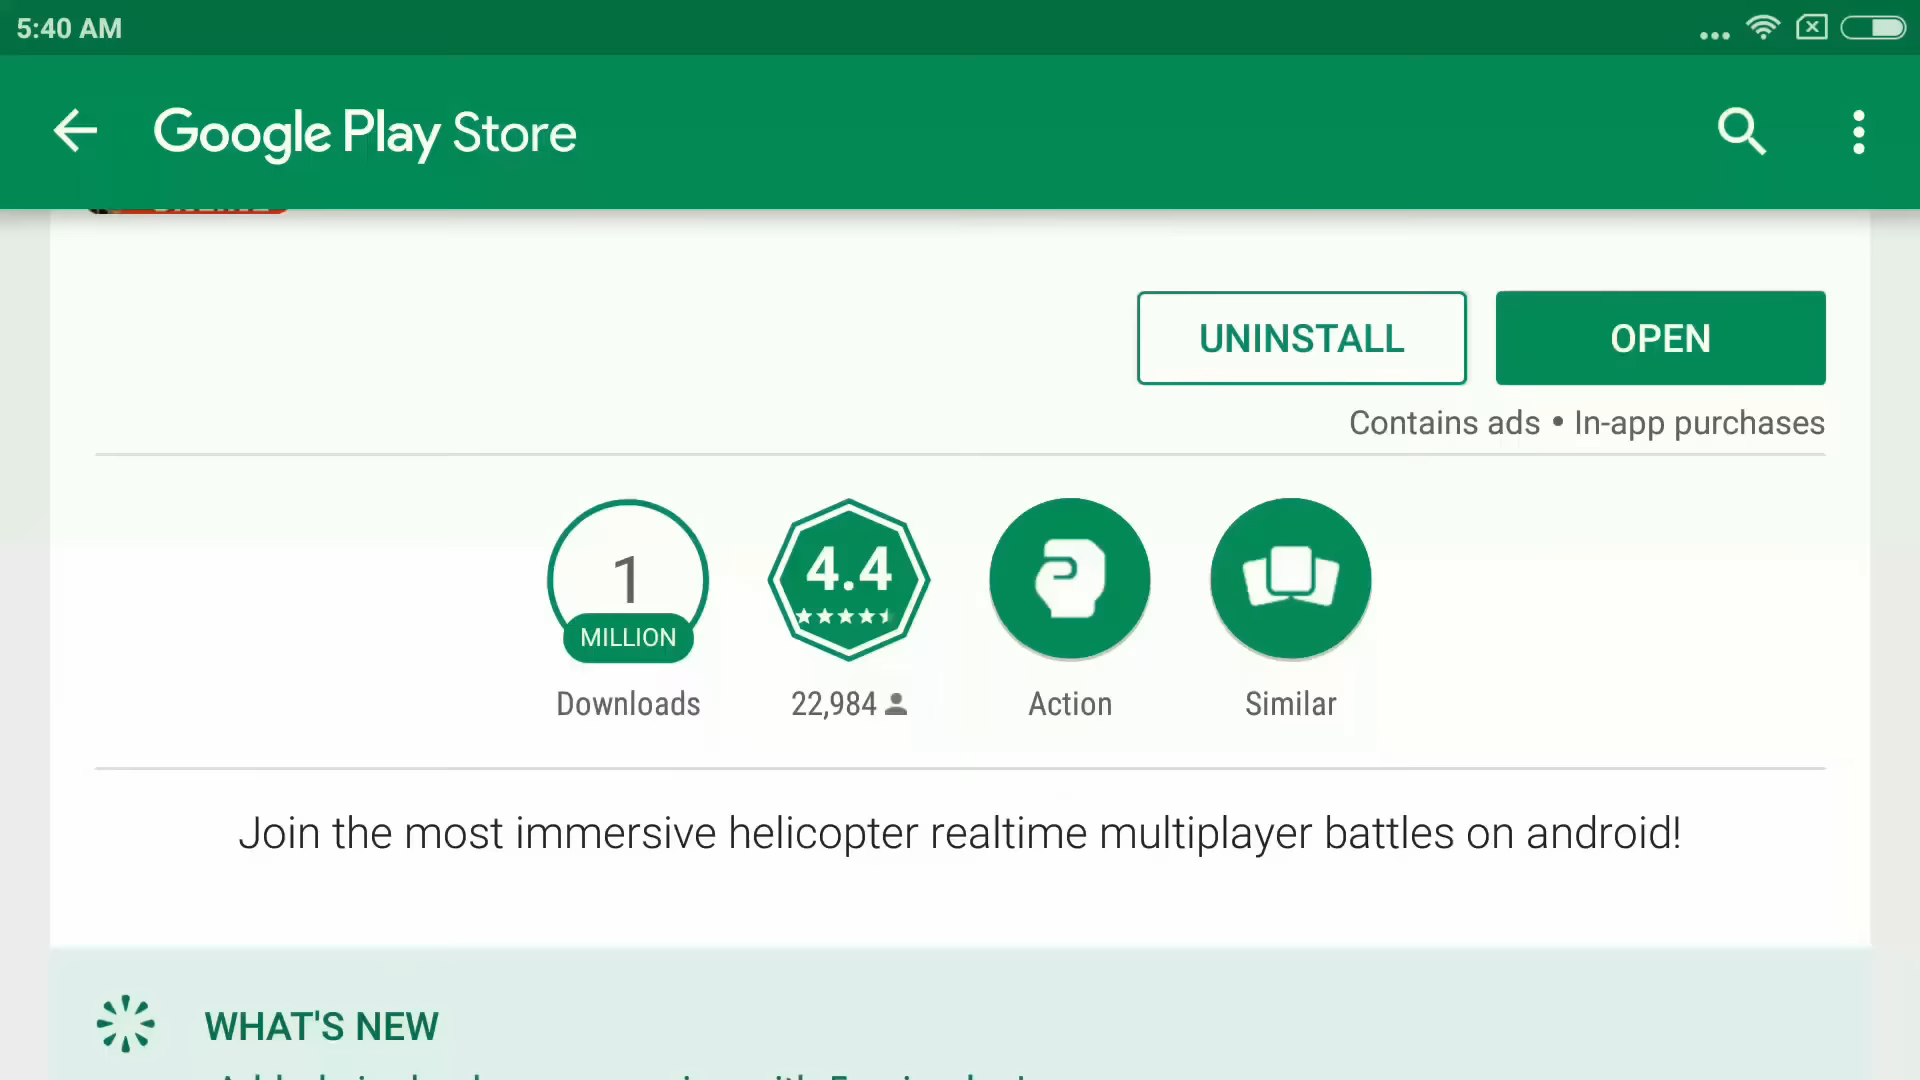 5:40 AM
Google Play Store
UNINSTALL
OPEN
Contains ads • In-app purchases
1
MILLION
4.4
Downloads
22,984
Action
Similar
Join the most immersive helicopter realtime multiplayer battles on android!
WHAT'S NEW